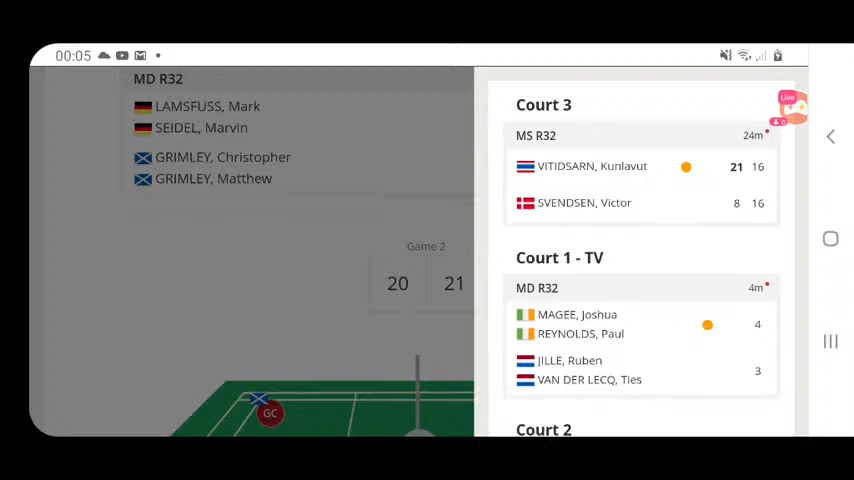 00:05
MD R32
LAMSFUSS, Mark
SEIDEL, Marvin
GRIMLEY, Christopher
GRIMLEY, Matthew
Game 2
20 21
GC
Live
0
Court 3
MS R32 24m
VITIDSARN, Kunlavut 21 16
SVENDSEN, Victor 8 16
Court 1 - TV
MD R32 4m
MAGEE, Joshua
REYNOLDS, Paul 4
JILLE, Ruben
VAN DER LECQ, Ties 3
Court 2